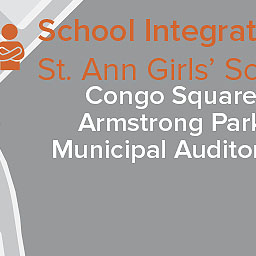 School Integrat
St. Ann Girls’ Sc
Congo Square
Armstrong Park
Municipal Auditor